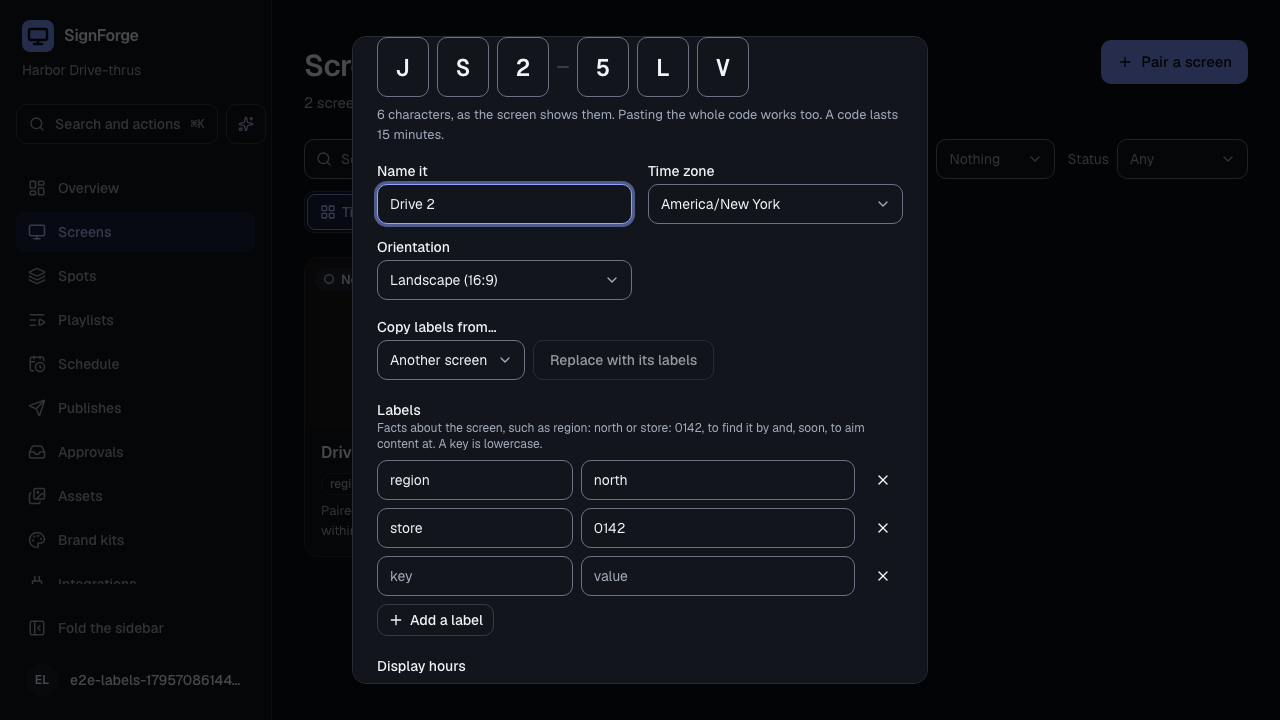 SignForge
Harbor Drive-thrus
Search and actions ⌘K
Overview
Screens
Spots
Playlists
Schedule
Publishes
Approvals
Assets
Brand kits
Integrations
Fold the sidebar
EL e2e-labels-17957086144...
Pair a screen
Nothing
Status
Any
J S 2 – 5 L V
6 characters, as the screen shows them. Pasting the whole code works too. A code lasts
15 minutes.
Name it
Time zone
Drive 2
America/New York
Orientation
Landscape (16:9)
Copy labels from...
Another screen
Replace with its labels
Labels
Facts about the screen, such as region: north or store: 0142, to find it by and, soon, to aim
content at. A key is lowercase.
region
north
store
0142
key
value
Add a label
Display hours